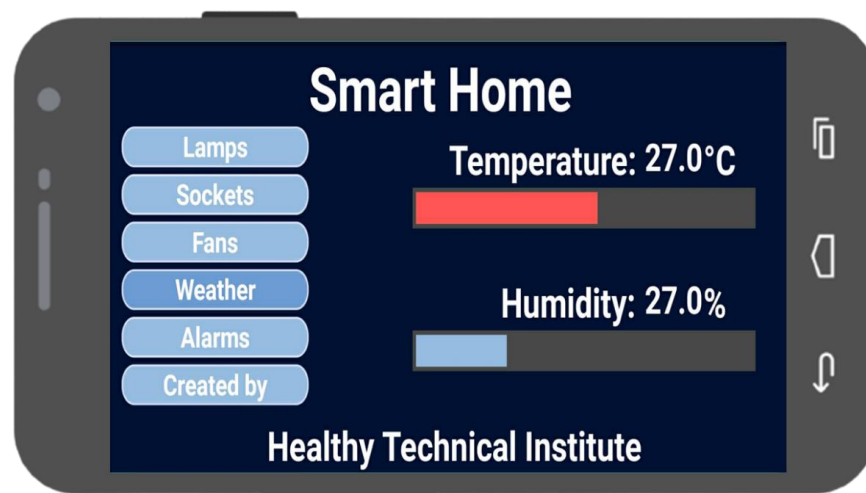 Smart Home
Lamps
Sockets
Fans
Weather
Alarms
Created by
Temperature: 27.0°C
Humidity: 27.0%
Healthy Technical Institute